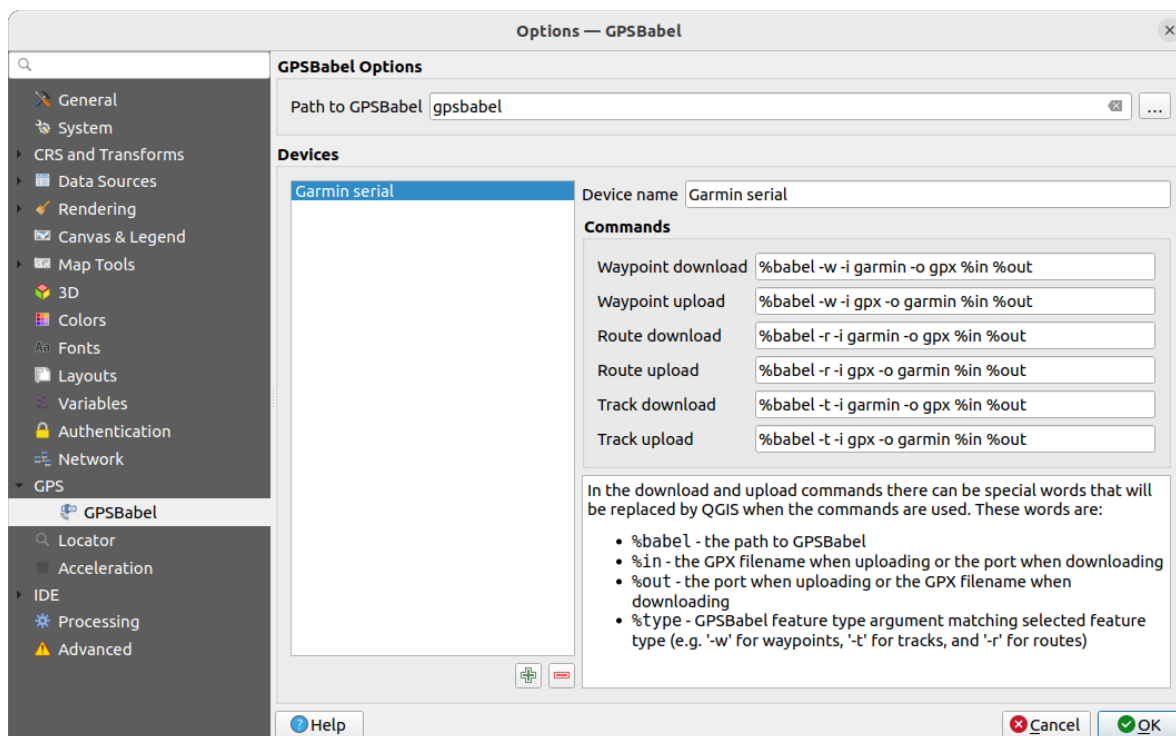 Options — GPSBabel
General
System
CRS and Transforms
Data Sources
Rendering
Canvas & Legend
Map Tools
3D
Colors
Fonts
Layouts
Variables
Authentication
Network
GPS
GPSBabel
Locator
Acceleration
IDE
Processing
Advanced
GPSBabel Options
Path to GPSBabel gpsbabel ...
Devices
Garmin serial
Device name Garmin serial
Commands
Waypoint download %babel -w -i garmin -o gpx %in %out
Waypoint upload %babel -w -i gpx -o garmin %in %out
Route download %babel -r -i garmin -o gpx %in %out
Route upload %babel -r -i gpx -o garmin %in %out
Track download %babel -t -i garmin -o gpx %in %out
Track upload %babel -t -i gpx -o garmin %in %out
In the download and upload commands there can be special words that will
be replaced by QGIS when the commands are used. These words are:
• %babel - the path to GPSBabel
• %in - the GPX filename when uploading or the port when downloading
• %out - the port when uploading or the GPX filename when
downloading
• %type - GPSBabel feature type argument matching selected feature
type (e.g. '-w' for waypoints, '-t' for tracks, and '-r' for routes)
Help
Cancel
OK